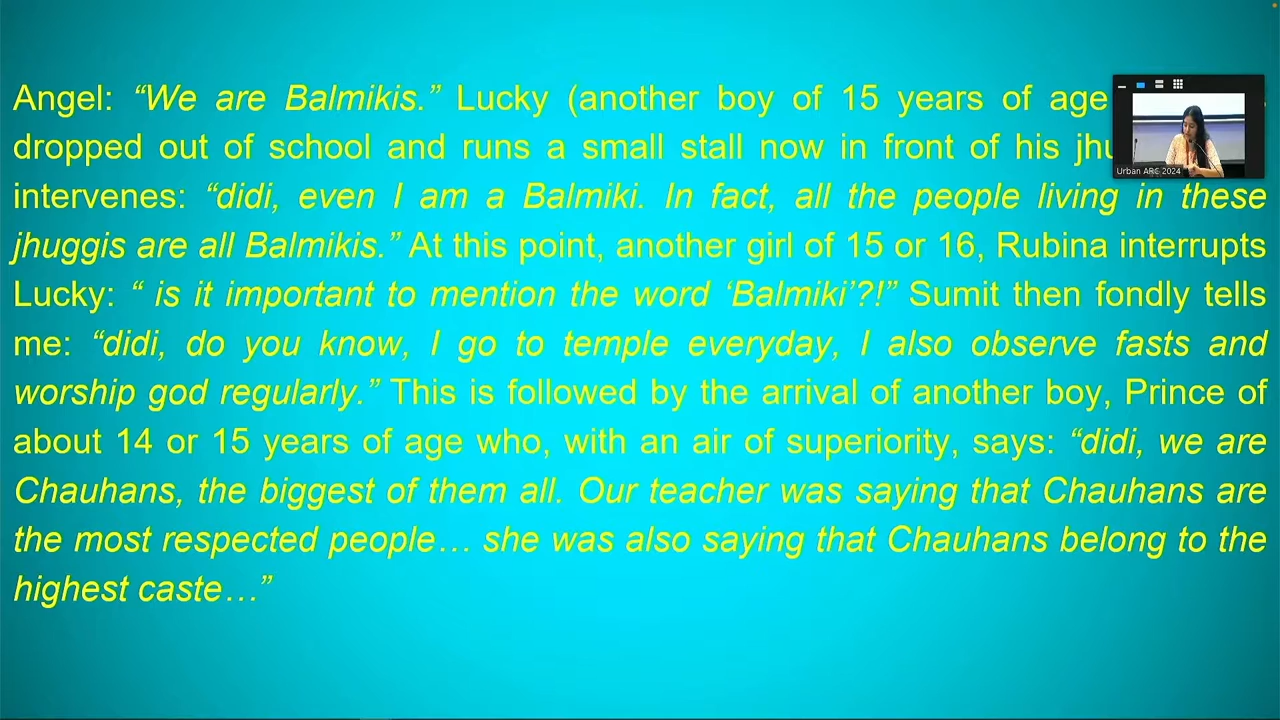 Angel: “We are Balmikis.” Lucky (another boy of 15 years of age
dropped out of school and runs a small stall now in front of his
intervenes: “didi, even I am a Balmiki. In fact, all the people living in these
jhuggis are all Balmikis.” At this point, another girl of 15 or 16, Rubina interrupts
Lucky: “ is it important to mention the word ‘Balmiki’?!” Sumit then fondly tells
me: “didi, do you know, I go to temple everyday, I also observe fasts and
worship god regularly.” This is followed by the arrival of another boy, Prince of
about 14 or 15 years of age who, with an air of superiority, says: “didi, we are
Chauhans, the biggest of them all. Our teacher was saying that Chauhans are
the most respected people… she was also saying that Chauhans belong to the
highest caste…”
Urban ARC 2024